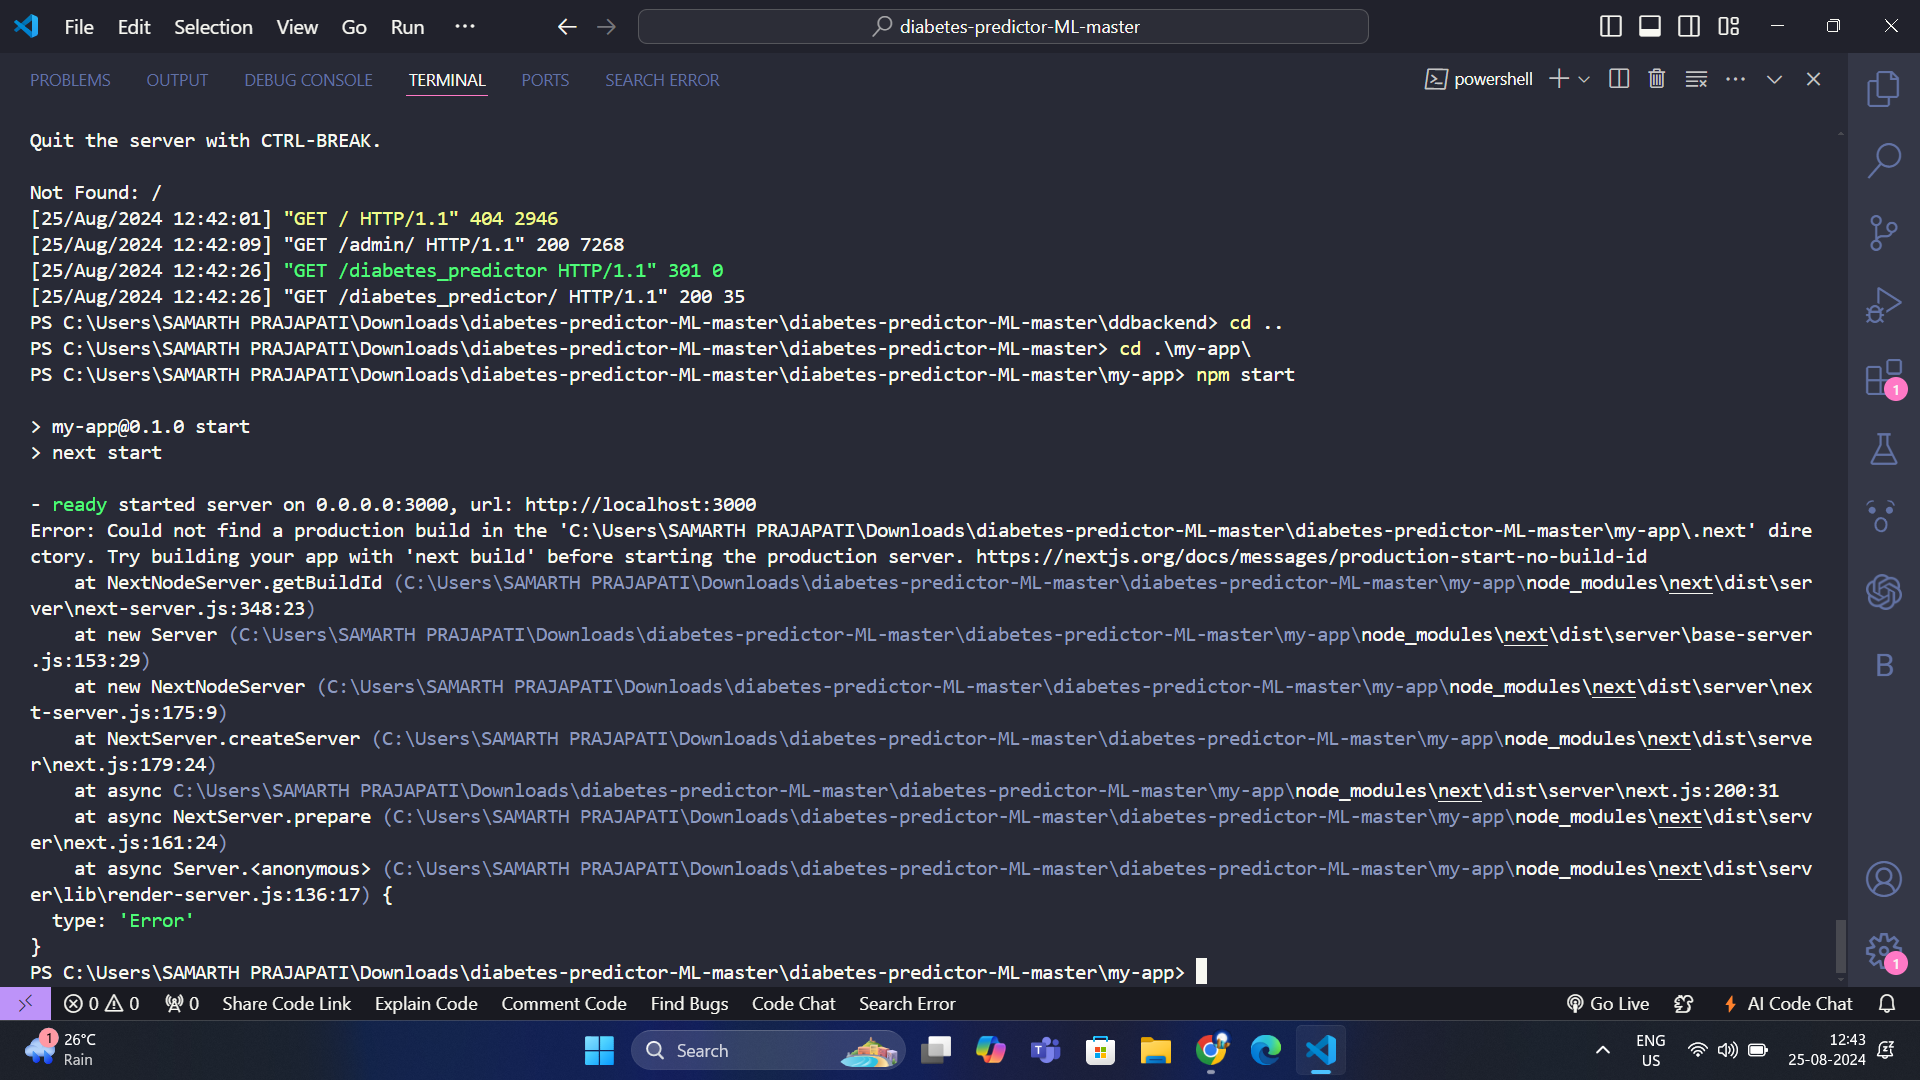 File Edit Selection View Go Run ··· diabetes-predictor-ML-master
PROBLEMS OUTPUT DEBUG CONSOLE TERMINAL PORTS SEARCH ERROR powershell
Quit the server with CTRL-BREAK.
Not Found: /
[25/Aug/2024 12:42:01] "GET / HTTP/1.1" 404 2946
[25/Aug/2024 12:42:09] "GET /admin/ HTTP/1.1" 200 7268
[25/Aug/2024 12:42:26] "GET /diabetes_predictor HTTP/1.1" 301 0
[25/Aug/2024 12:42:26] "GET /diabetes_predictor/ HTTP/1.1" 200 35
PS C:\Users\SAMARTH PRAJAPATI\Downloads\diabetes-predictor-ML-master\diabetes-predictor-ML-master\ddbackend> cd ..
PS C:\Users\SAMARTH PRAJAPATI\Downloads\diabetes-predictor-ML-master\diabetes-predictor-ML-master> cd .\my-app\
PS C:\Users\SAMARTH PRAJAPATI\Downloads\diabetes-predictor-ML-master\diabetes-predictor-ML-master\my-app> npm start
> my-app@0.1.0 start
> next start
- ready started server on 0.0.0.0:3000, url: http://localhost:3000
Error: Could not find a production build in the 'C:\Users\SAMARTH PRAJAPATI\Downloads\diabetes-predictor-ML-master\diabetes-predictor-ML-master\my-app\.next' dire
ctory. Try building your app with 'next build' before starting the production server. https://nextjs.org/docs/messages/production-start-no-build-id
at NextNodeServer.getBuildId (C:\Users\SAMARTH PRAJAPATI\Downloads\diabetes-predictor-ML-master\diabetes-predictor-ML-master\my-app\node_modules\next\dist\ser
ver\next-server.js:348:23)
at new Server (C:\Users\SAMARTH PRAJAPATI\Downloads\diabetes-predictor-ML-master\diabetes-predictor-ML-master\my-app\node_modules\next\dist\server\base-server
.js:153:29)
at new NextNodeServer (C:\Users\SAMARTH PRAJAPATI\Downloads\diabetes-predictor-ML-master\diabetes-predictor-ML-master\my-app\node_modules\next\dist\server\nex
t-server.js:175:9)
at NextServer.createServer (C:\Users\SAMARTH PRAJAPATI\Downloads\diabetes-predictor-ML-master\diabetes-predictor-ML-master\my-app\node_modules\next\dist\serve
r\next.js:179:24)
at async C:\Users\SAMARTH PRAJAPATI\Downloads\diabetes-predictor-ML-master\diabetes-predictor-ML-master\my-app\node_modules\next\dist\server\next.js:200:31
at async NextServer.prepare (C:\Users\SAMARTH PRAJAPATI\Downloads\diabetes-predictor-ML-master\diabetes-predictor-ML-master\my-app\node_modules\next\dist\serv
er\next.js:161:24)
at async Server.<anonymous> (C:\Users\SAMARTH PRAJAPATI\Downloads\diabetes-predictor-ML-master\diabetes-predictor-ML-master\my-app\node_modules\next\dist\serv
er\lib\render-server.js:136:17) {
type: 'Error'
}
PS C:\Users\SAMARTH PRAJAPATI\Downloads\diabetes-predictor-ML-master\diabetes-predictor-ML-master\my-app>
1
B
1
0 0 0 Share Code Link Explain Code Comment Code Find Bugs Code Chat Search Error Go Live AI Code Chat
1 26°C
Rain
Search
ENG
US
12:43
25-08-2024